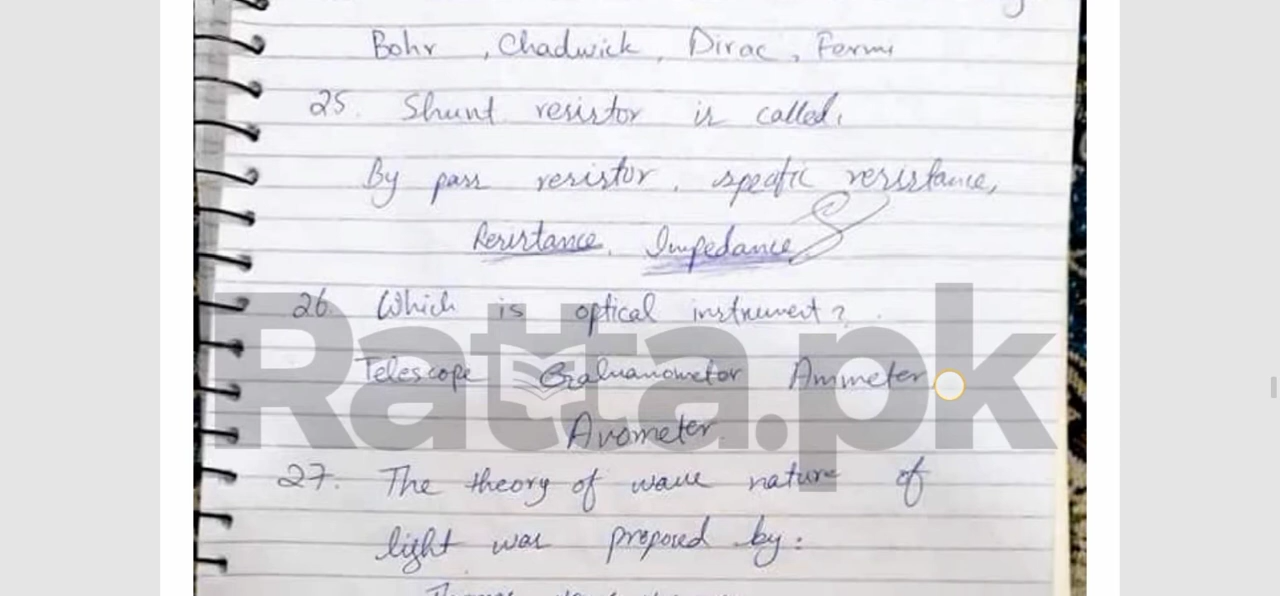 Bohr , Chadwick , Dirac , Fermi
25. Shunt resistor is called,
By pass resistor , specific resistance,
Resistance , Impedance
26. Which is optical instrument ?
Telescope Galvanometor Ammeter
Avometer.
Ratta.pk
27. The theory of wave nature of
light was proposed by :